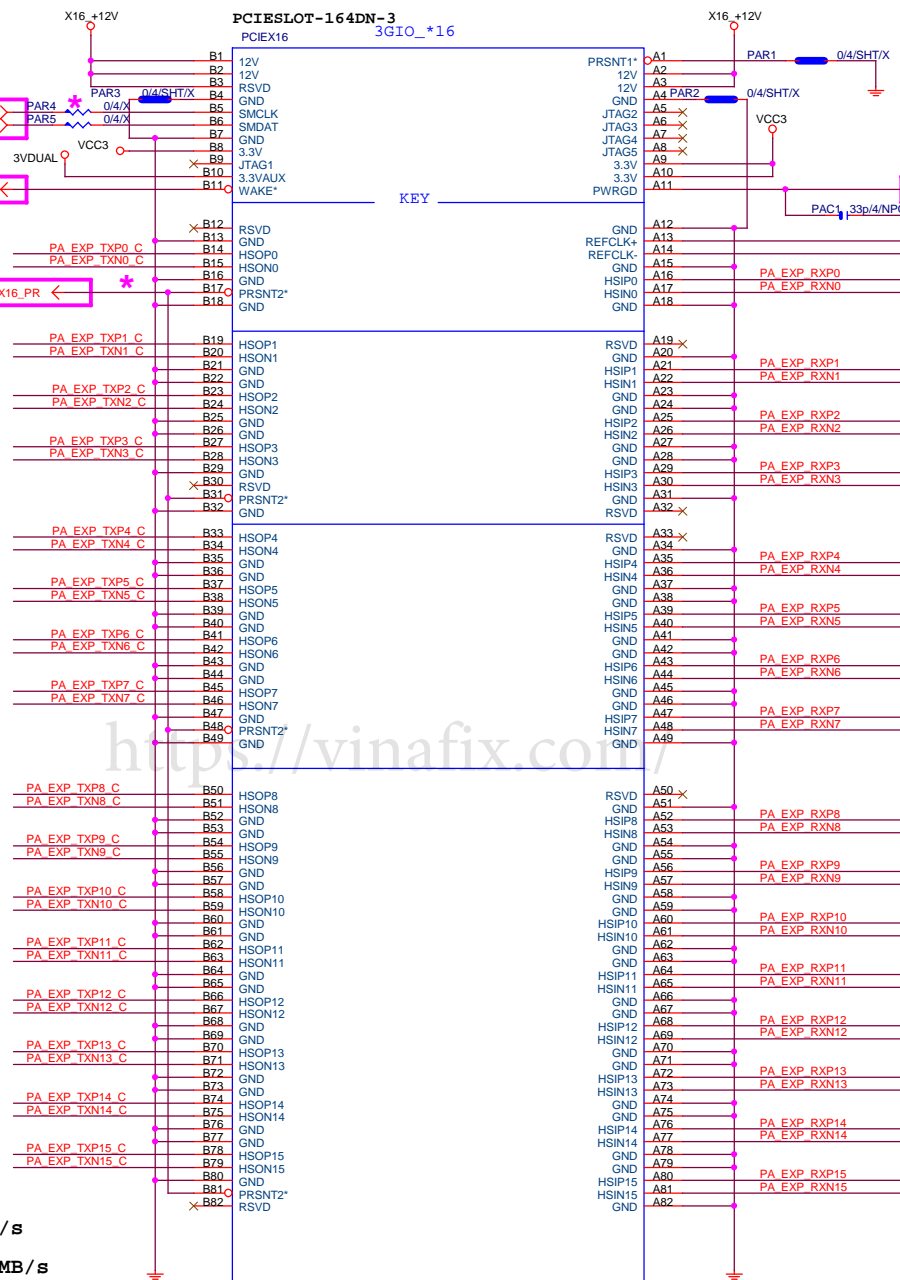 X16_+12V PCIESLOT-164DN-3 X16_+12V
PCIEX16 3GIO_*16
B1 12V PRSNT1* A1 PAR1 0/4/SHT/X
B2 12V 12V A2
B3 RSVD 12V A3
PAR3 0/4/SHT/X B4 GND GND A4 PAR2 0/4/SHT/X
PAR4 * 0/4/X B5 SMCLK JTAG2 A5
PAR5 0/4/X B6 SMDAT JTAG3 A6
B7 GND JTAG4 A7 VCC3
VCC3 B8 3.3V JTAG5 A8
3VDUAL B9 JTAG1 3.3V A9
B10 3.3VAUX 3.3V A10
B11 WAKE* PWRGD A11
KEY PAC1 33p/4/NPO
B12 RSVD GND A12
B13 GND REFCLK+ A13
PA_EXP_TXP0_C B14 HSOP0 REFCLK- A14
PA_EXP_TXN0_C B15 HSON0 GND A15
B16 GND HSIP0 A16 PA_EXP_RXP0
X16_PR * B17 PRSNT2* HSIN0 A17 PA_EXP_RXN0
B18 GND GND A18
PA_EXP_TXP1_C B19 HSOP1 RSVD A19
PA_EXP_TXN1_C B20 HSON1 GND A20
B21 GND HSIP1 A21 PA_EXP_RXP1
B22 GND HSIN1 A22 PA_EXP_RXN1
PA_EXP_TXP2_C B23 HSOP2 GND A23
PA_EXP_TXN2_C B24 HSON2 GND A24
B25 GND HSIP2 A25 PA_EXP_RXP2
B26 GND HSIN2 A26 PA_EXP_RXN2
PA_EXP_TXP3_C B27 HSOP3 GND A27
PA_EXP_TXN3_C B28 HSON3 GND A28
B29 GND HSIP3 A29 PA_EXP_RXP3
B30 RSVD HSIN3 A30 PA_EXP_RXN3
B31 PRSNT2* GND A31
B32 GND RSVD A32
PA_EXP_TXP4_C B33 HSOP4 RSVD A33
PA_EXP_TXN4_C B34 HSON4 GND A34
B35 GND HSIP4 A35 PA_EXP_RXP4
B36 GND HSIN4 A36 PA_EXP_RXN4
PA_EXP_TXP5_C B37 HSOP5 GND A37
PA_EXP_TXN5_C B38 HSON5 GND A38
B39 GND HSIP5 A39 PA_EXP_RXP5
B40 GND HSIN5 A40 PA_EXP_RXN5
PA_EXP_TXP6_C B41 HSOP6 GND A41
PA_EXP_TXN6_C B42 HSON6 GND A42
B43 GND HSIP6 A43 PA_EXP_RXP6
B44 GND HSIN6 A44 PA_EXP_RXN6
PA_EXP_TXP7_C B45 HSOP7 GND A45
PA_EXP_TXN7_C B46 HSON7 GND A46
B47 GND HSIP7 A47 PA_EXP_RXP7
B48 PRSNT2* HSIN7 A48 PA_EXP_RXN7
B49 GND GND A49
https://vinafix.com/
PA_EXP_TXP8_C B50 HSOP8 RSVD A50
PA_EXP_TXN8_C B51 HSON8 GND A51
B52 GND HSIP8 A52 PA_EXP_RXP8
B53 GND HSIN8 A53 PA_EXP_RXN8
PA_EXP_TXP9_C B54 HSOP9 GND A54
PA_EXP_TXN9_C B55 HSON9 GND A55
B56 GND HSIP9 A56 PA_EXP_RXP9
B57 GND HSIN9 A57 PA_EXP_RXN9
PA_EXP_TXP10_C B58 HSOP10 GND A58
PA_EXP_TXN10_C B59 HSON10 GND A59
B60 GND HSIP10 A60 PA_EXP_RXP10
B61 GND HSIN10 A61 PA_EXP_RXN10
PA_EXP_TXP11_C B62 HSOP11 GND A62
PA_EXP_TXN11_C B63 HSON11 GND A63
B64 GND HSIP11 A64 PA_EXP_RXP11
B65 GND HSIN11 A65 PA_EXP_RXN11
PA_EXP_TXP12_C B66 HSOP12 GND A66
PA_EXP_TXN12_C B67 HSON12 GND A67
B68 GND HSIP12 A68 PA_EXP_RXP12
B69 GND HSIN12 A69 PA_EXP_RXN12
PA_EXP_TXP13_C B70 HSOP13 GND A70
PA_EXP_TXN13_C B71 HSON13 GND A71
B72 GND HSIP13 A72 PA_EXP_RXP13
B73 GND HSIN13 A73 PA_EXP_RXN13
PA_EXP_TXP14_C B74 HSOP14 GND A74
PA_EXP_TXN14_C B75 HSON14 GND A75
B76 GND HSIP14 A76 PA_EXP_RXP14
B77 GND HSIN14 A77 PA_EXP_RXN14
PA_EXP_TXP15_C B78 HSOP15 GND A78
PA_EXP_TXN15_C B79 HSON15 GND A79
B80 GND HSIP15 A80 PA_EXP_RXP15
B81 PRSNT2* HSIN15 A81 PA_EXP_RXN15
B82 RSVD GND A82
/s
MB/s